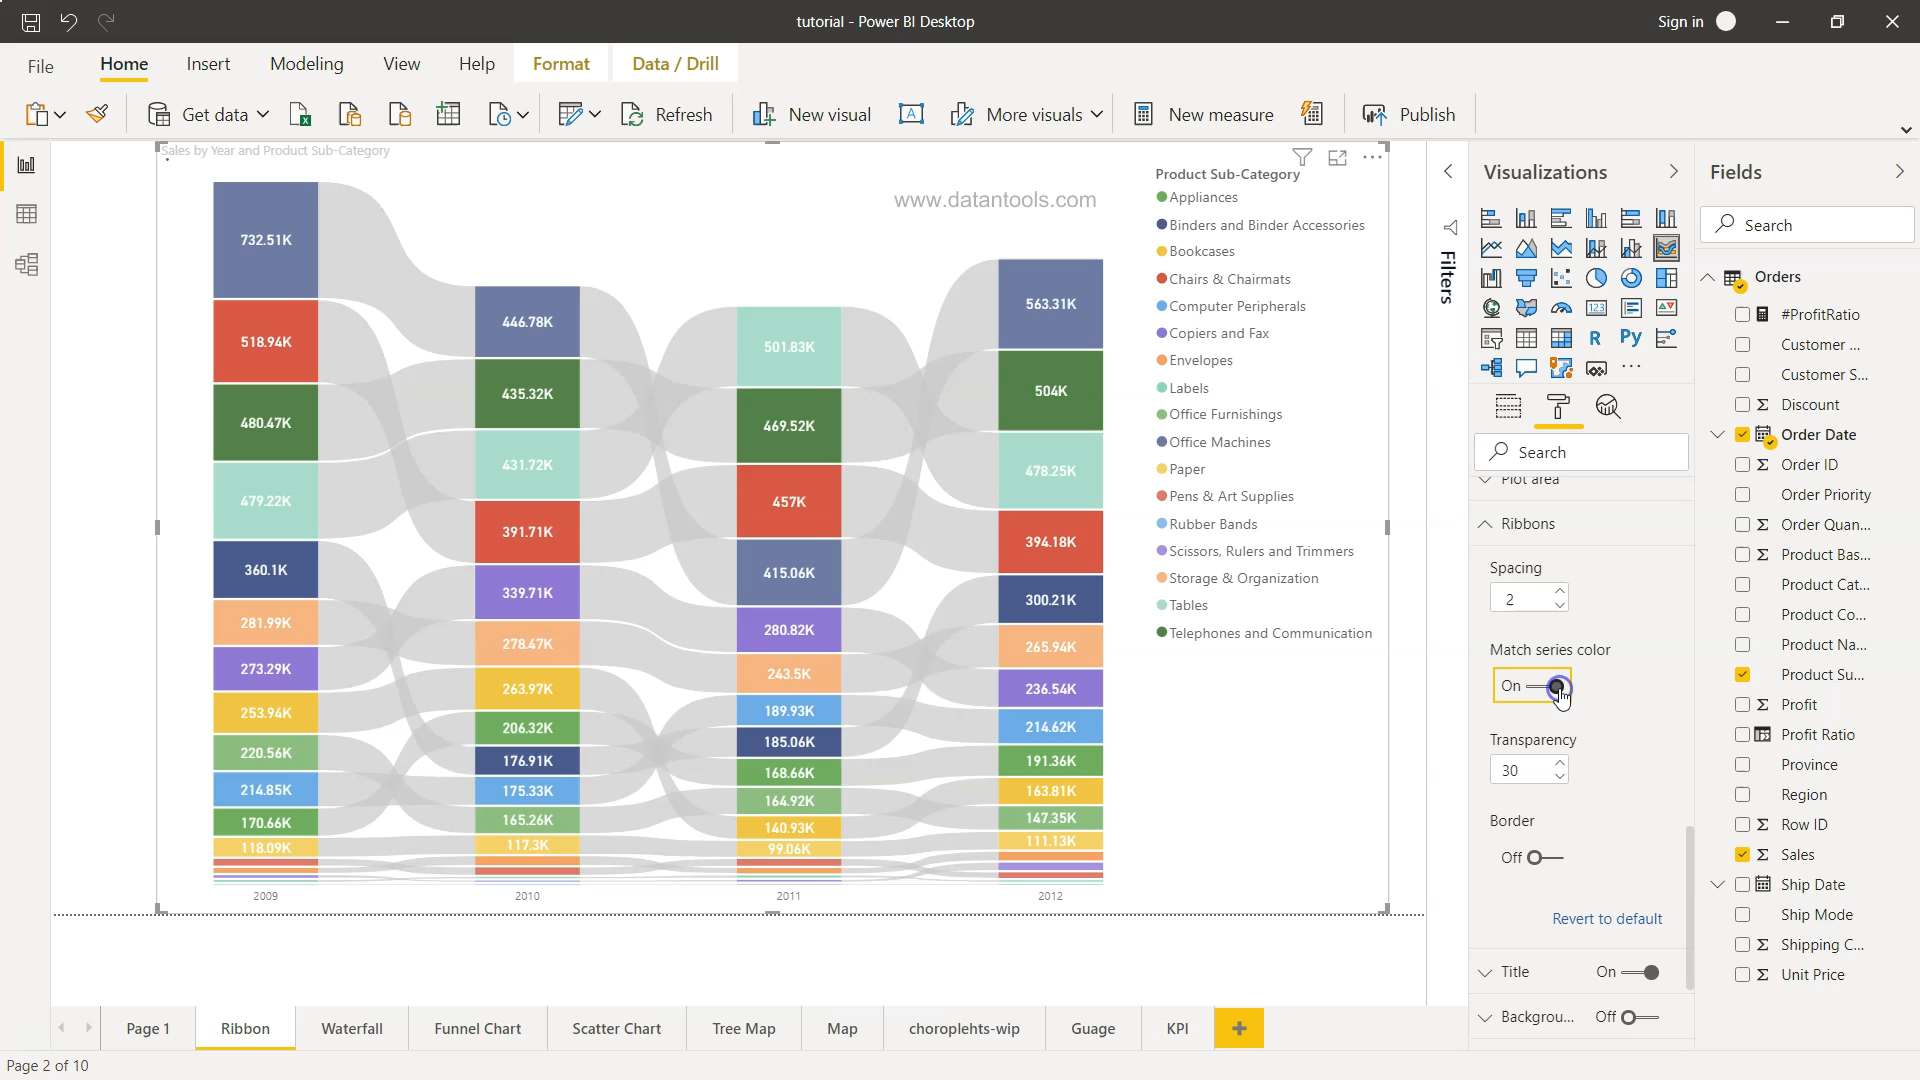 tutorial - Power BI Desktop
Sign in
File
Home
Insert
Modeling
View
Help
Format
Data / Drill
Get data
Refresh
New visual
More visuals
New measure
Publish
Sales by Year and Product Sub-Category
www.datantools.com
732.51K
518.94K
480.47K
479.22K
360.1K
281.99K
273.29K
253.94K
220.56K
214.85K
170.66K
118.09K
2009
446.78K
435.32K
431.72K
391.71K
339.71K
278.47K
263.97K
206.32K
176.91K
175.33K
165.26K
117.3K
2010
501.83K
469.52K
457K
415.06K
280.82K
243.5K
189.93K
185.06K
168.66K
164.92K
140.93K
99.06K
2011
563.31K
504K
478.25K
394.18K
300.21K
265.94K
236.54K
214.62K
191.36K
163.81K
147.35K
111.13K
2012
Product Sub-Category
Appliances
Binders and Binder Accessories
Bookcases
Chairs & Chairmats
Computer Peripherals
Copiers and Fax
Envelopes
Labels
Office Furnishings
Office Machines
Paper
Pens & Art Supplies
Rubber Bands
Scissors, Rulers and Trimmers
Storage & Organization
Tables
Telephones and Communication
Filters
Visualizations
123
R
Py
Search
Plot area
Ribbons
Spacing
2
Match series color
On
Transparency
30
Border
Off
Revert to default
Title On
Backgrou... Off
Fields
Search
Orders
#ProfitRatio
Customer ...
Customer S...
Discount
Order Date
Order ID
Order Priority
Order Quan...
Product Bas...
Product Cat...
Product Co...
Product Na...
Product Su...
Profit
Profit Ratio
Province
Region
Row ID
Sales
Ship Date
Ship Mode
Shipping C...
Unit Price
Page 1
Ribbon
Waterfall
Funnel Chart
Scatter Chart
Tree Map
Map
choroplehts-wip
Guage
KPI
+
Page 2 of 10